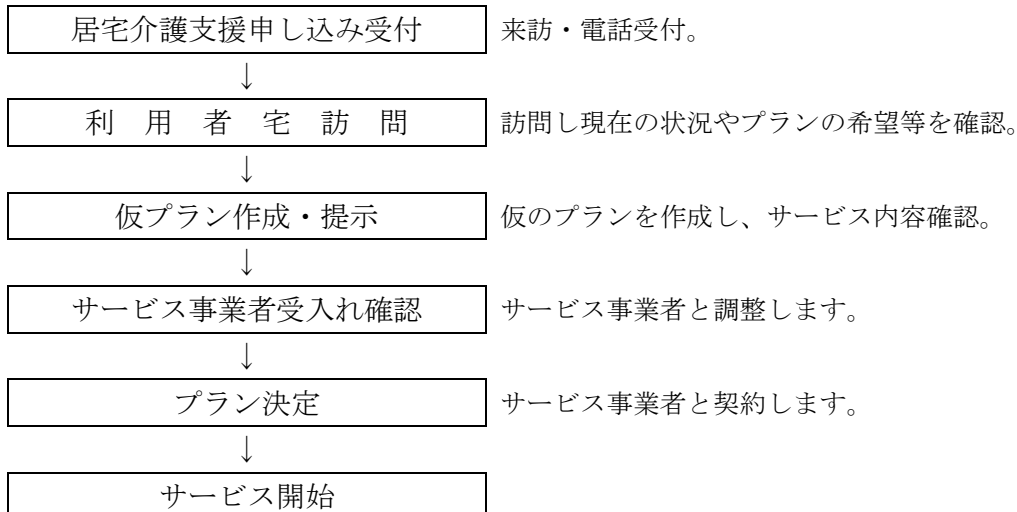 居宅介護支援申し込み受付 来訪・電話受付。
↓
利 用 者 宅 訪 問 訪問し現在の状況やプランの希望等を確認。
↓
仮プラン作成・提示 仮のプランを作成し、サービス内容確認。
↓
サービス事業者受入れ確認 サービス事業者と調整します。
↓
プラン決定 サービス事業者と契約します。
↓
サービス開始